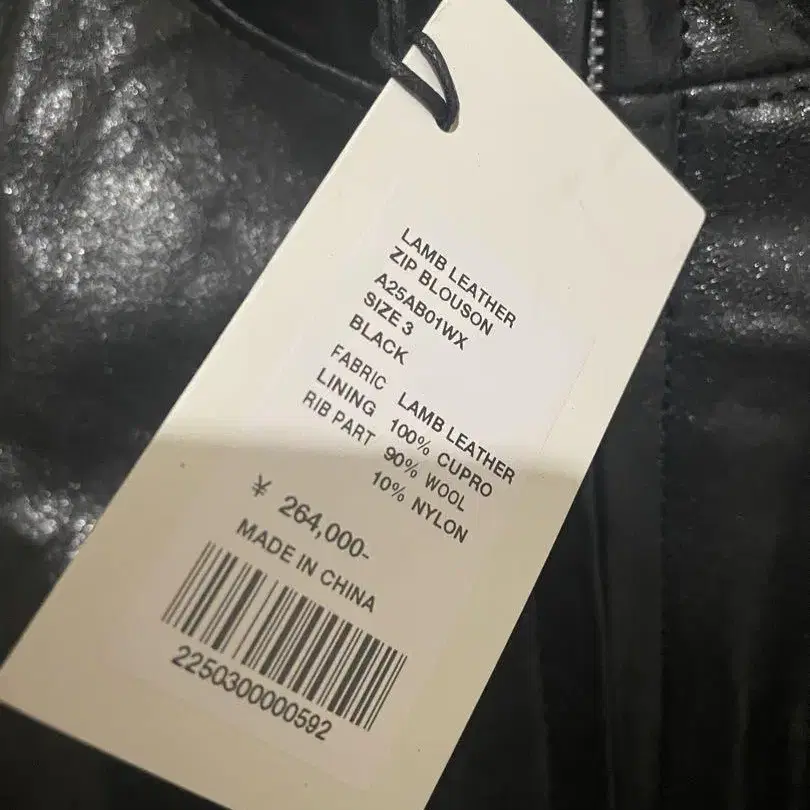 LAMB LEATHER
ZIP BLOUSON
A25AB01WX
SIZE 3
BLACK
FABRIC LAMB LEATHER
LINING 100% CUPRO
RIB PART 90% WOOL
10% NYLON
¥ 264,000-
MADE IN CHINA
2250300000592